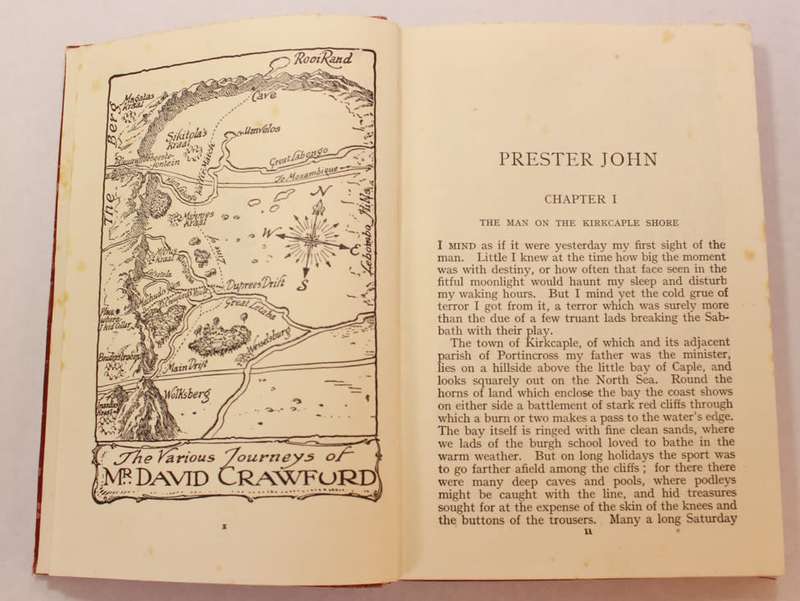 Rooi Rand
Cave
The Berg
Magata's
Kraal
Sikitola's
Kraal
Umvelos
Great Labongo
To Mozambique
Little Labongo
N
W
E
S
Lebombo Hills
Dupree's Drift
Great Letaba
To Wesselsburg
Main Drift
Wolksberg
The Various Journeys of
MR. DAVID CRAWFURD
PRESTER JOHN
CHAPTER I
THE MAN ON THE KIRKCAPLE SHORE
I MIND as if it were yesterday my first sight of the
man. Little I knew at the time how big the moment
was with destiny, or how often that face seen in the
fitful moonlight would haunt my sleep and disturb
my waking hours. But I mind yet the cold grue of
terror I got from it, a terror which was surely more
than the due of a few truant lads breaking the Sab-
bath with their play.
The town of Kirkcaple, of which and its adjacent
parish of Portincross my father was the minister,
lies on a hillside above the little bay of Caple, and
looks squarely out on the North Sea. Round the
horns of land which enclose the bay the coast shows
on either side a battlement of stark red cliffs through
which a burn or two makes a pass to the water's edge.
The bay itself is ringed with fine clean sands, where
we lads of the burgh school loved to bathe in the
warm weather. But on long holidays the sport was
to go farther afield among the cliffs ; for there there
were many deep caves and pools, where podleys
might be caught with the line, and hid treasures
sought for at the expense of the skin of the knees and
the buttons of the trousers. Many a long Saturday
11